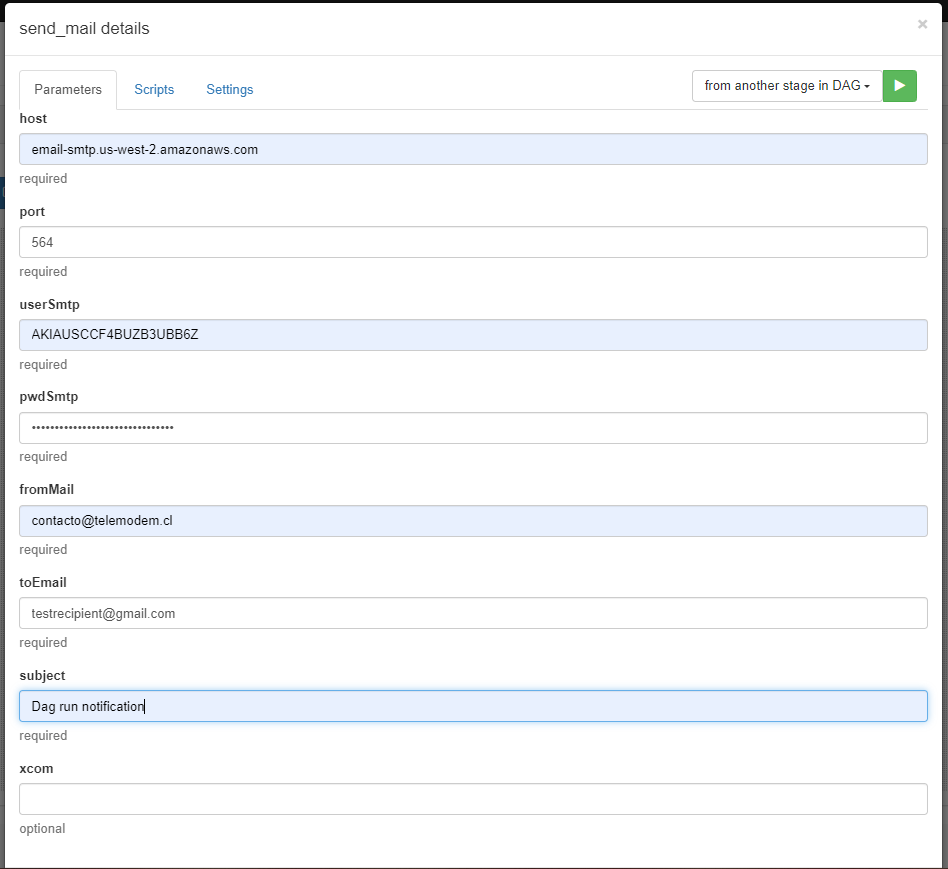 send_mail details
×
Parameters
Scripts
Settings
from another stage in DAG
host
email-smtp.us-west-2.amazonaws.com
required
port
564
required
userSmtp
AKIAUSCCF4BUZB3UBB6Z
required
pwdSmtp
•••••••••••••••••••••••••••••••
required
fromMail
contacto@telemodem.cl
required
toEmail
testrecipient@gmail.com
required
subject
Dag run notification
required
xcom
optional